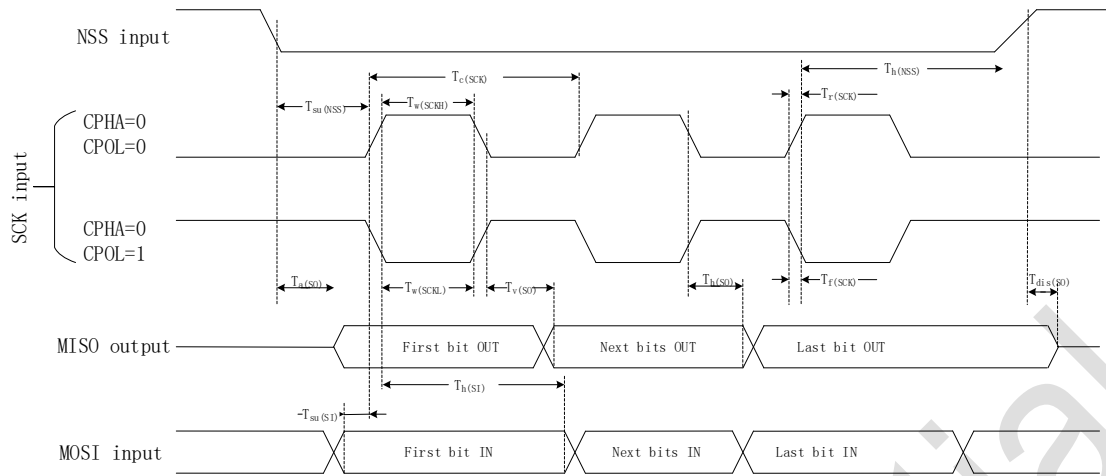 NSS input
Tc(SCK)
Th(NSS)
Tsu(NSS)
Tw(SCKH)
Tr(SCK)
CPHA=0
CPOL=0
SCK input
CPHA=0
CPOL=1
Ta(SO)
Tw(SCKL)
Tv(SO)
Th(SO)
Tf(SCK)
Tdis(SO)
MISO output
First bit OUT
Next bits OUT
Last bit OUT
Th(SI)
Tsu(SI)
MOSI input
First bit IN
Next bits IN
Last bit IN